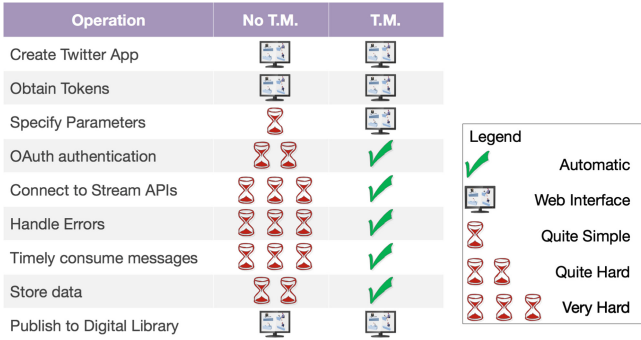 Operation No T.M. T.M.
Create Twitter App
Obtain Tokens
Specify Parameters
OAuth authentication
Connect to Stream APIs
Handle Errors
Timely consume messages
Store data
Publish to Digital Library
Legend
Automatic
Web Interface
Quite Simple
Quite Hard
Very Hard